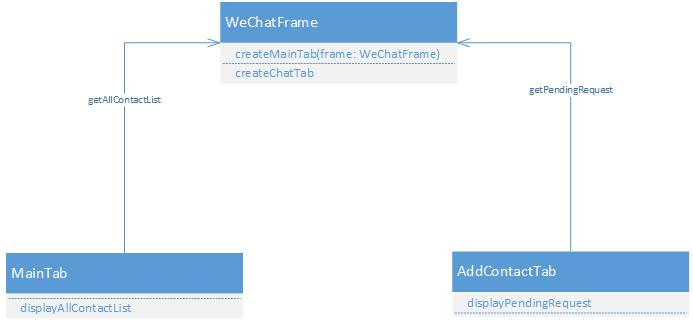 WeChatFrame
createMainTab(frame: WeChatFrame)
createChatTab
getAllContactList
getPendingRequest
MainTab
displayAllContactList
AddContactTab
displayPendingRequest